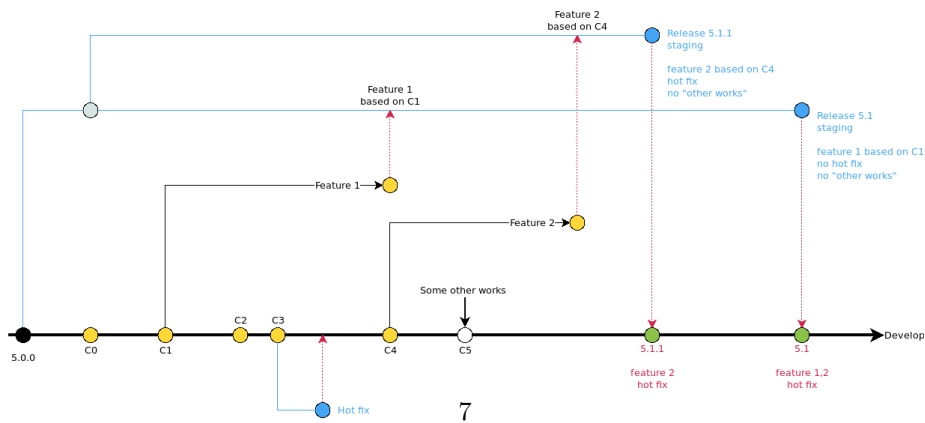 Feature 2
based on C4
Release 5.1.1
staging
feature 2 based on C4
hot fix
no "other works"
Feature 1
based on C1
Release 5.1
staging
feature 1 based on C1
no hot fix
no "other works"
Feature 1
Feature 2
Some other works
C2
C3
Develop
5.0.0
C0
C1
C4
C5
5.1.1
5.1
feature 2
hot fix
feature 1,2
hot fix
Hot fix
7